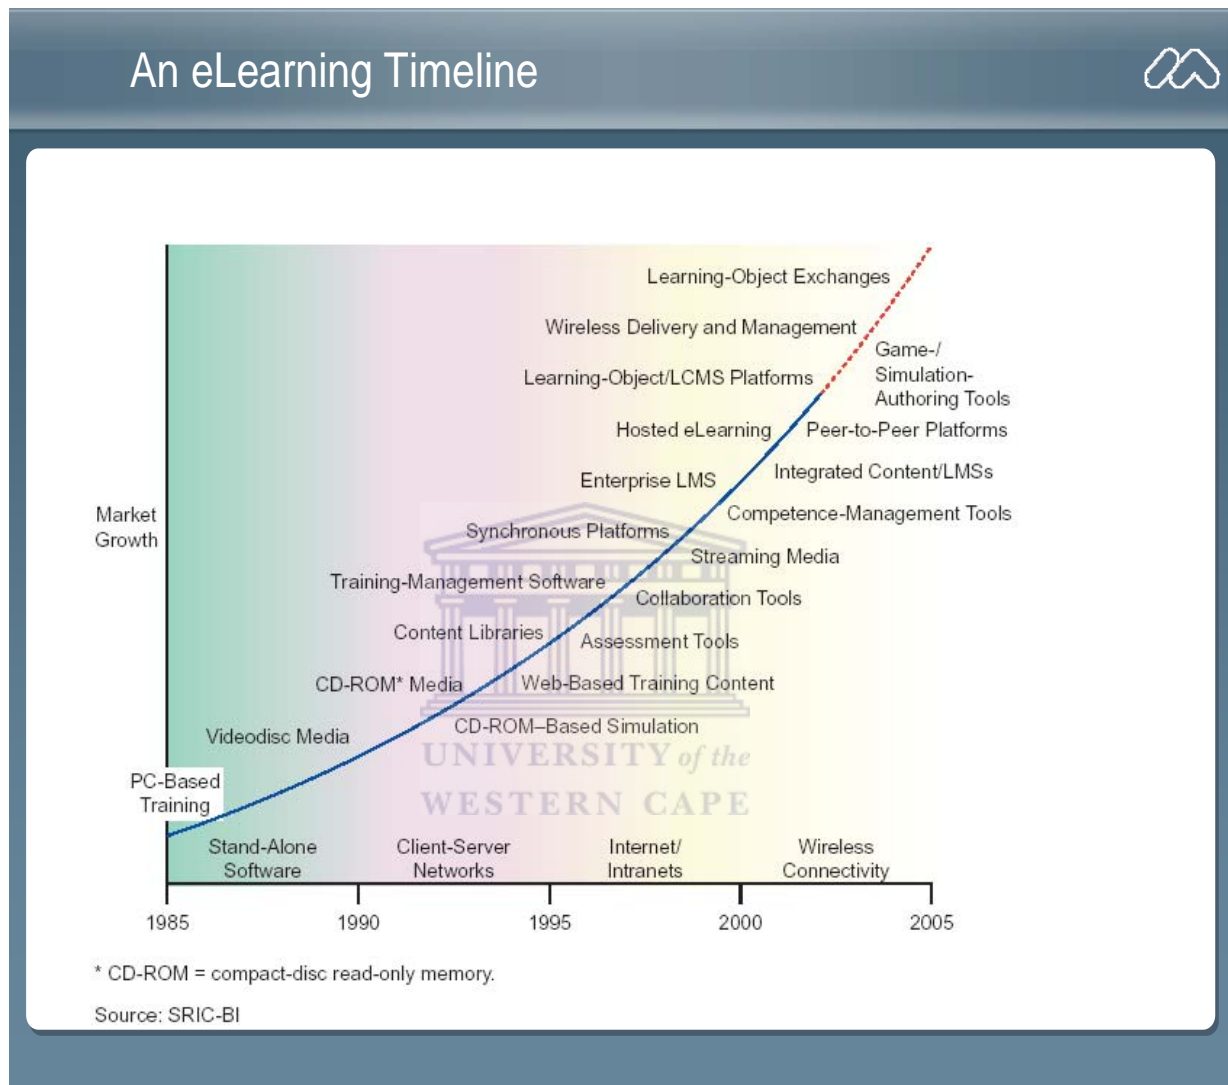 An eLearning Timeline
Learning-Object Exchanges
Wireless Delivery and Management
Game-/
Simulation-
Authoring Tools
Learning-Object/LCMS Platforms
Hosted eLearning
Peer-to-Peer Platforms
Enterprise LMS
Integrated Content/LMSs
Market
Growth
Competence-Management Tools
Synchronous Platforms
Streaming Media
Training-Management Software
Collaboration Tools
Content Libraries
Assessment Tools
CD-ROM* Media
Web-Based Training Content
CD-ROM–Based Simulation
Videodisc Media
UNIVERSITY of the
WESTERN CAPE
PC-Based
Training
Stand-Alone
Software
Client-Server
Networks
Internet/
Intranets
Wireless
Connectivity
1985
1990
1995
2000
2005
* CD-ROM = compact-disc read-only memory.
Source: SRIC-BI